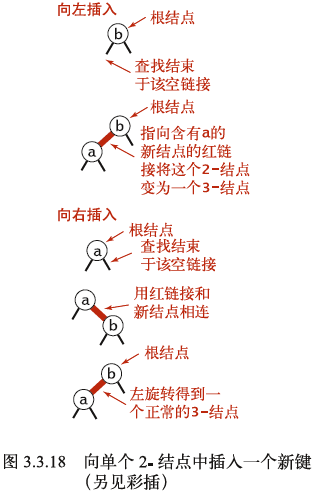 向左插入
根结点
b
查找结束
于该空链接
根结点
b
指向含有a的
a
新结点的红链
接将这个2-结点
变为一个3-结点
向右插入
根结点
a
查找结束
于该空链接
a
用红链接和
新结点相连
b
根结点
b
左旋转得到一
a
个正常的3-结点
图 3.3.18 向单个 2- 结点中插入一个新键
（另见彩插）